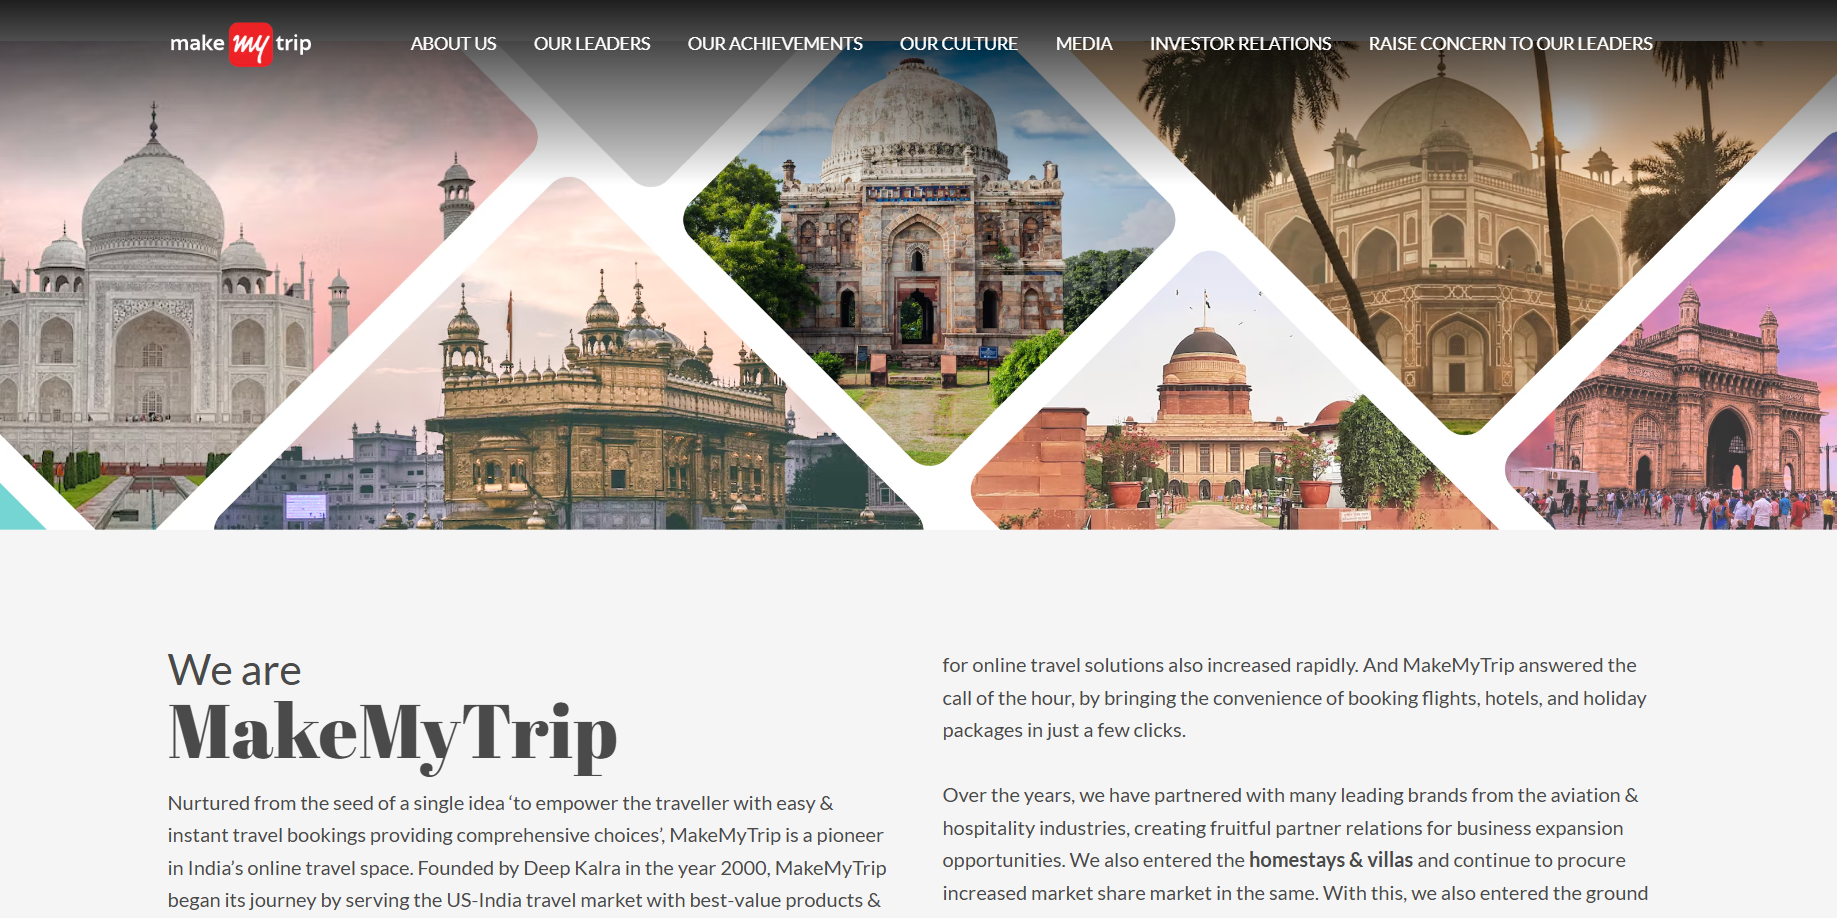 make my trip
ABOUT US
OUR LEADERS
OUR ACHIEVEMENTS
OUR CULTURE
MEDIA
INVESTOR RELATIONS
RAISE CONCERN TO OUR LEADERS
We are
MakeMyTrip
Nurtured from the seed of a single idea ‘to empower the traveller with easy &
instant travel bookings providing comprehensive choices’, MakeMyTrip is a pioneer
in India’s online travel space. Founded by Deep Kalra in the year 2000, MakeMyTrip
began its journey by serving the US-India travel market with best-value products &
for online travel solutions also increased rapidly. And MakeMyTrip answered the
call of the hour, by bringing the convenience of booking flights, hotels, and holiday
packages in just a few clicks.
Over the years, we have partnered with many leading brands from the aviation &
hospitality industries, creating fruitful partner relations for business expansion
opportunities. We also entered the homestays & villas and continue to procure
increased market share market in the same. With this, we also entered the ground